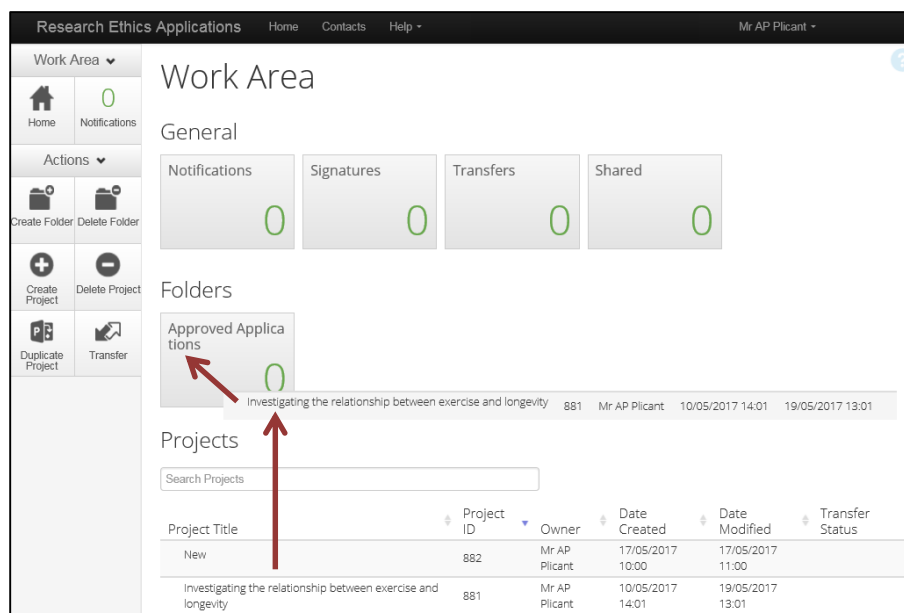 Research Ethics Applications Home Contacts Help Mr AP Plicant
Work Area
Home
0
Notifications
Actions
Create Folder
Delete Folder
Create Project
Delete Project
Duplicate Project
Transfer
?
Work Area
General
Notifications
0
Signatures
0
Transfers
0
Shared
0
Folders
Approved Applica
tions
0
Investigating the relationship between exercise and longevity 881 Mr AP Plicant 10/05/2017 14:01 19/05/2017 13:01
Projects
Search Projects
Project Title Project ID Owner Date Created Date Modified Transfer Status
New 882 Mr AP Plicant 17/05/2017 10:00 17/05/2017 11:00
Investigating the relationship between exercise and longevity 881 Mr AP Plicant 10/05/2017 14:01 19/05/2017 13:01